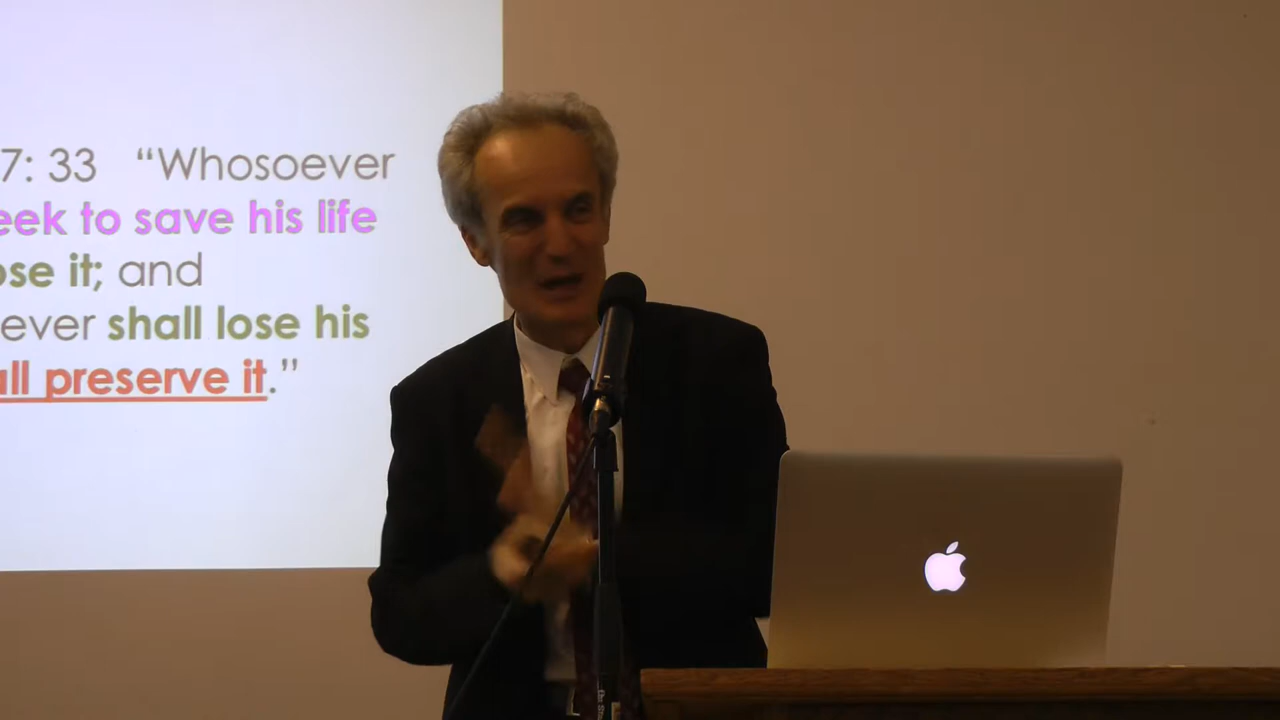 7: 33 “Whosoever
eek to save his life
ose it; and
ever shall lose his
all preserve it.”